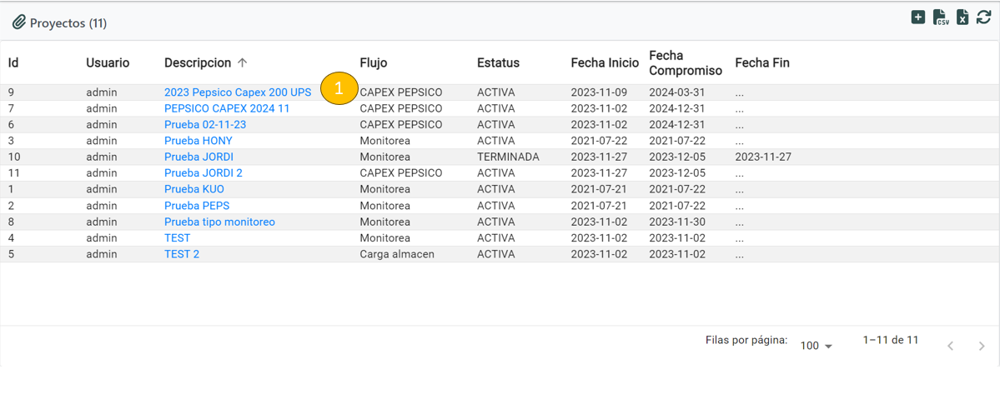 Proyectos (11)
CSV
X
Id Usuario Descripcion Flujo Estatus Fecha Inicio Fecha Compromiso Fecha Fin
9 admin 2023 Pepsico Capex 200 UPS 1 CAPEX PEPSICO ACTIVA 2023-11-09 2024-03-31 ...
7 admin PEPSICO CAPEX 2024 11 CAPEX PEPSICO ACTIVA 2023-11-02 2024-12-31 ...
6 admin Prueba 02-11-23 CAPEX PEPSICO ACTIVA 2023-11-02 2024-12-31 ...
3 admin Prueba HONY Monitorea ACTIVA 2021-07-22 2021-07-22 ...
10 admin Prueba JORDI Monitorea TERMINADA 2023-11-27 2023-12-05 2023-11-27
11 admin Prueba JORDI 2 CAPEX PEPSICO ACTIVA 2023-11-27 2023-12-05 ...
1 admin Prueba KUO Monitorea ACTIVA 2021-07-21 2021-07-22 ...
2 admin Prueba PEPS Monitorea ACTIVA 2021-07-21 2021-07-22 ...
8 admin Prueba tipo monitoreo Monitorea ACTIVA 2023-11-02 2023-11-30 ...
4 admin TEST Monitorea ACTIVA 2023-11-02 2023-11-02 ...
5 admin TEST 2 Carga almacen ACTIVA 2023-11-02 2023-11-02 ...
Filas por página: 100 1–11 de 11